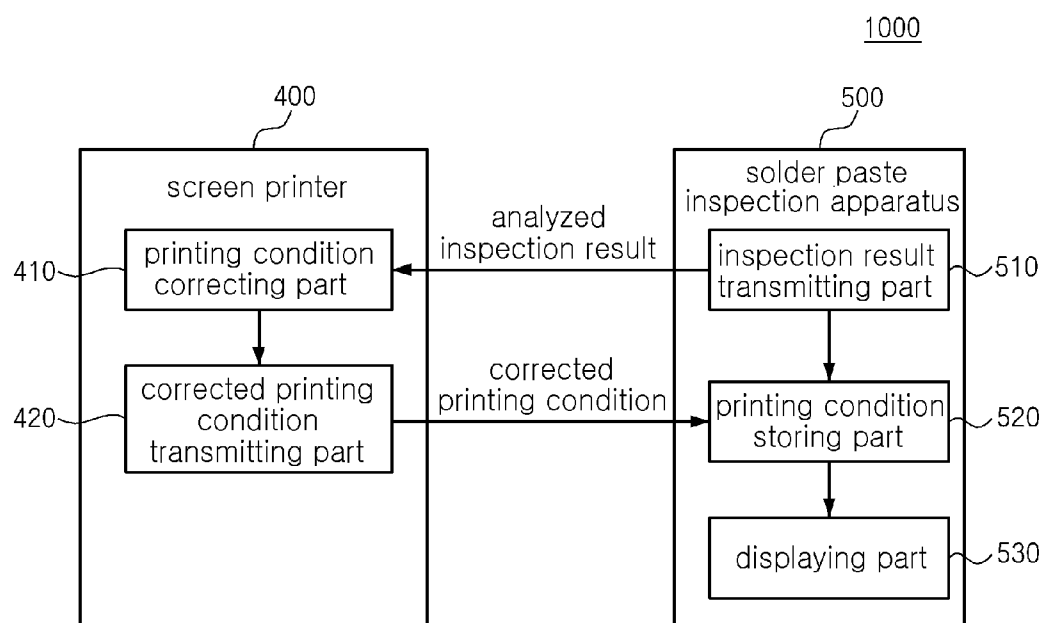 1000
400
500
screen printer
solder paste
inspection apparatus
analyzed
inspection result
410
printing condition
correcting part
inspection result
transmitting part
510
420
corrected printing
condition
transmitting part
corrected
printing condition
printing condition
storing part
520
displaying part
530